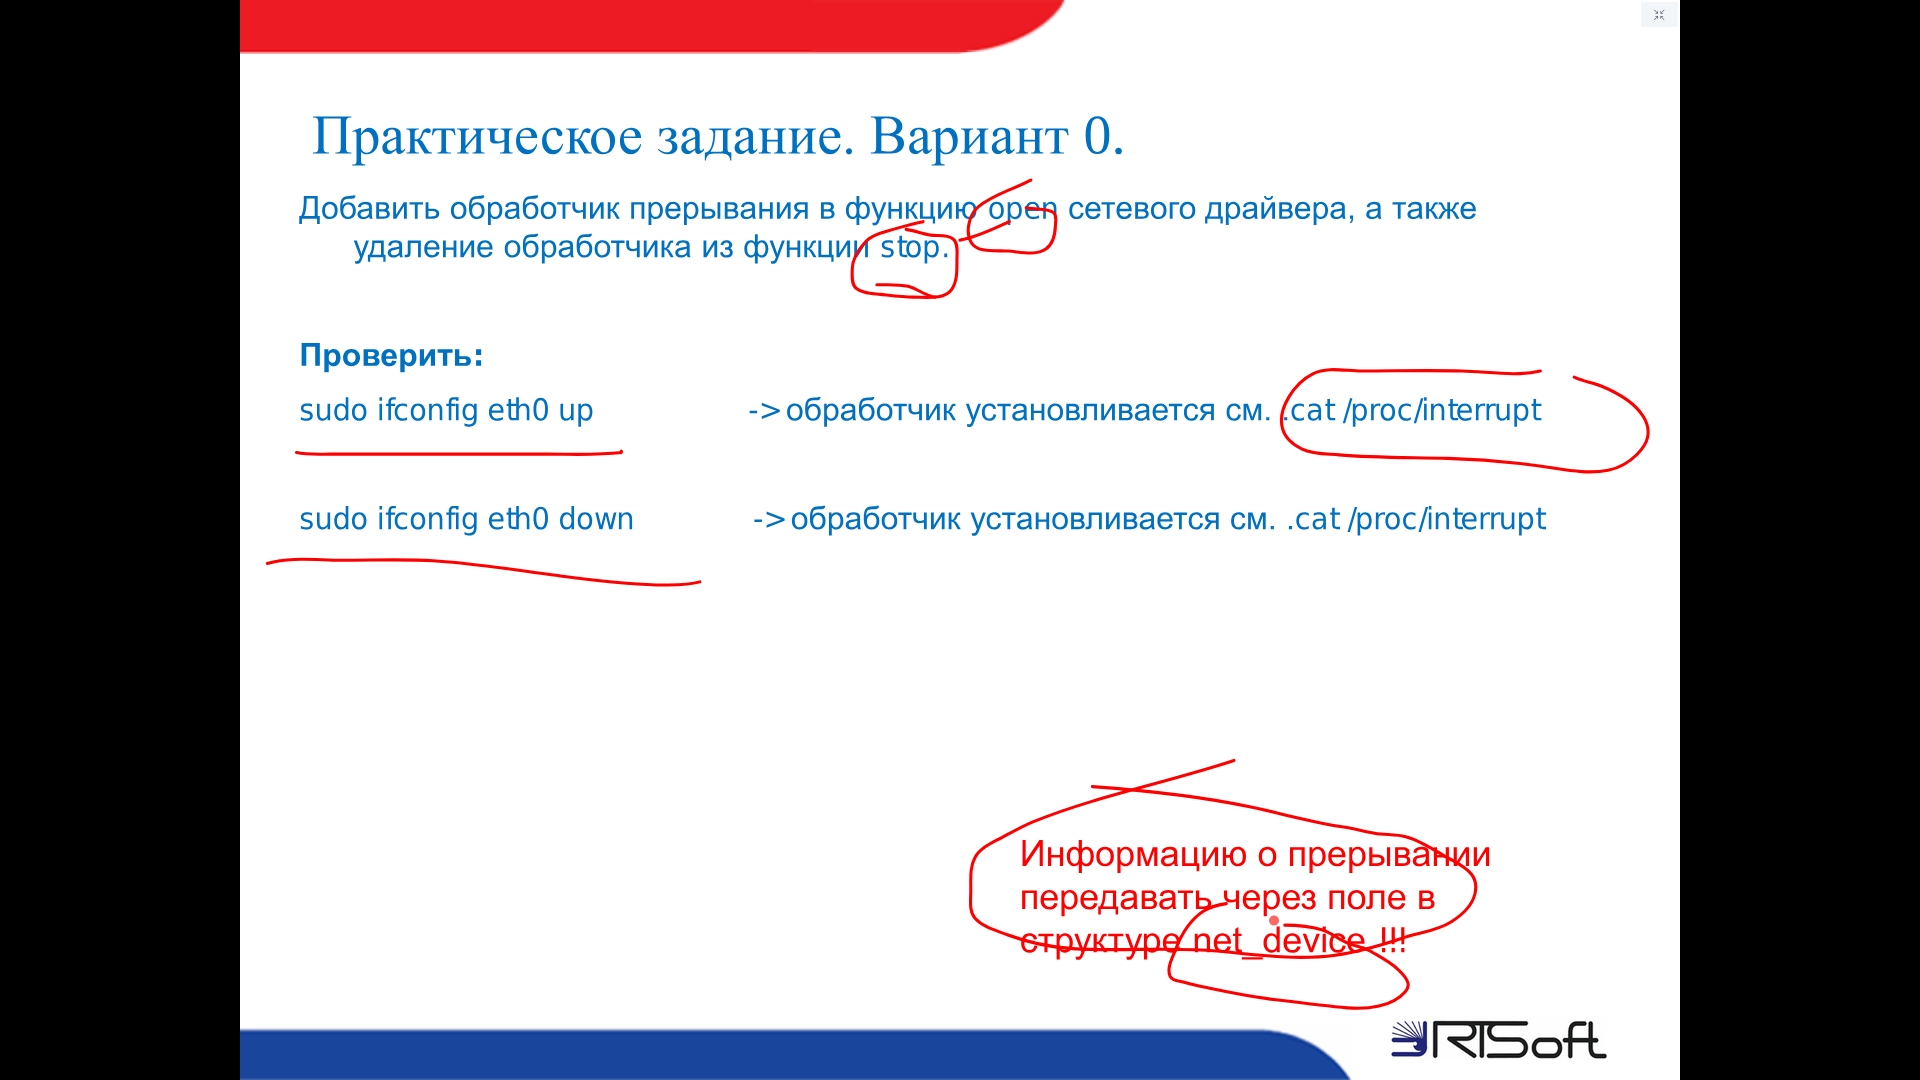 Практическое задание. Вариант 0.
Добавить обработчик прерывания в функцию open сетевого драйвера, а также
удаление обработчика из функции stop.
Проверить:
sudo ifconfig eth0 up -> обработчик установливается см. .cat /proc/interrupt
sudo ifconfig eth0 down -> обработчик установливается см. .cat /proc/interrupt
Информацию о прерывании
передавать через поле в
структуре net_device !!!
RTSoft